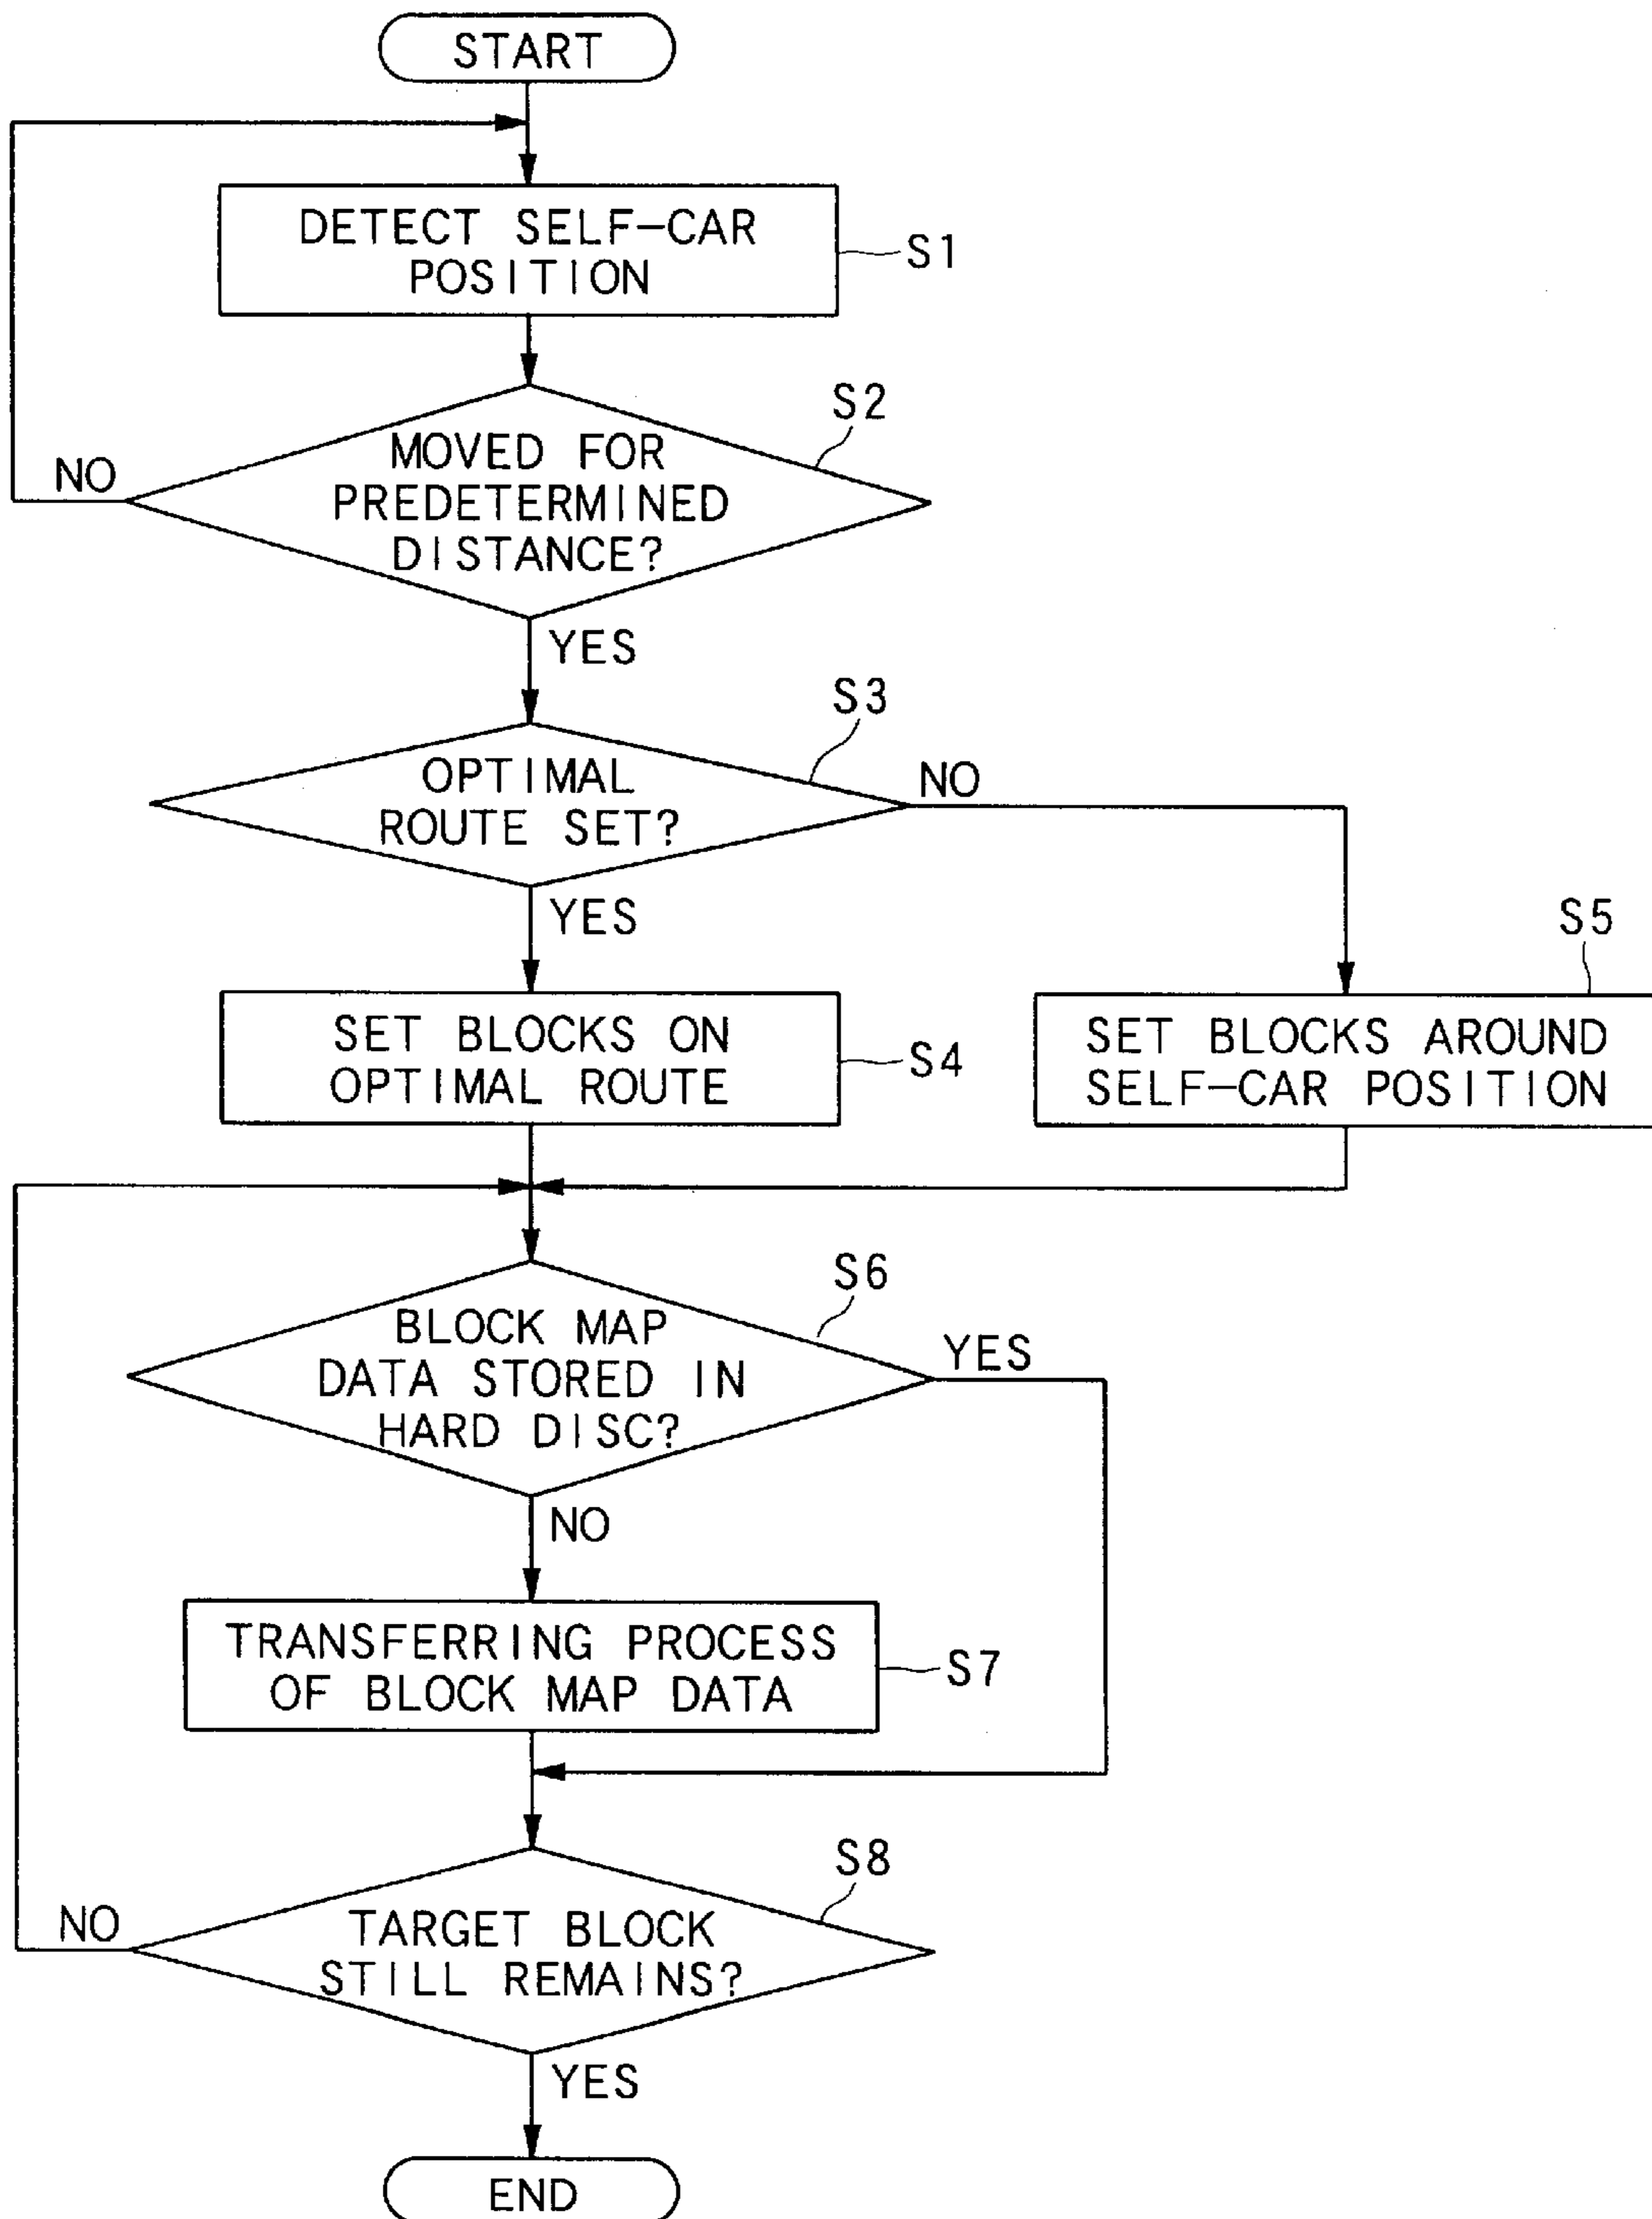 START
DETECT SELF-CAR
POSITION
S1
S2
MOVED FOR
PREDETERMINED
DISTANCE?
NO
YES
S3
OPTIMAL
ROUTE SET?
NO
YES
S5
SET BLOCKS ON
OPTIMAL ROUTE
S4
SET BLOCKS AROUND
SELF-CAR POSITION
S6
BLOCK MAP
DATA STORED IN
HARD DISC?
YES
NO
TRANSFERRING PROCESS
OF BLOCK MAP DATA
S7
S8
NO
TARGET BLOCK
STILL REMAINS?
YES
END